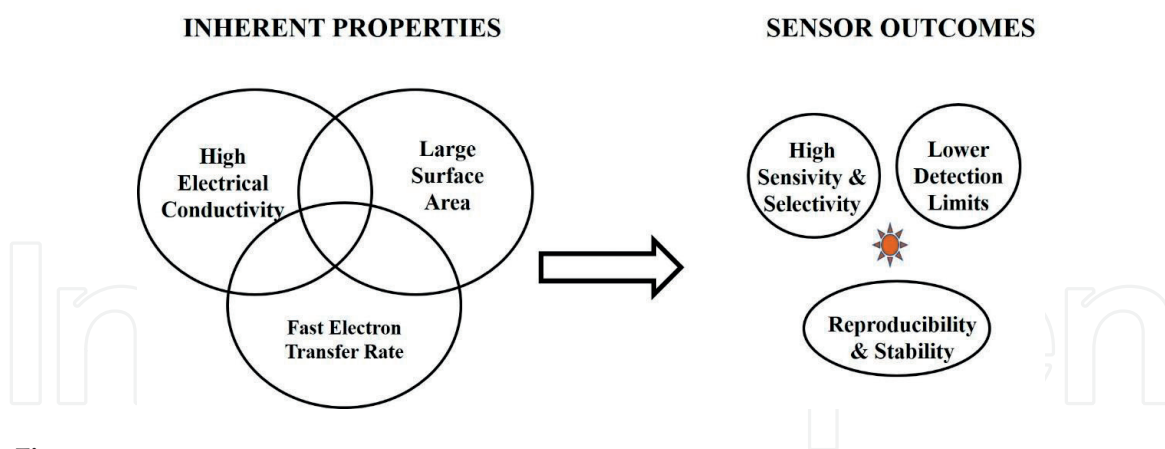 INHERENT PROPERTIES
SENSOR OUTCOMES
High
Electrical
Conductivity
Large
Surface
Area
Fast Electron
Transfer Rate
High
Sensivity &
Selectivity
Lower
Detection
Limits
Reproducibility
& Stability